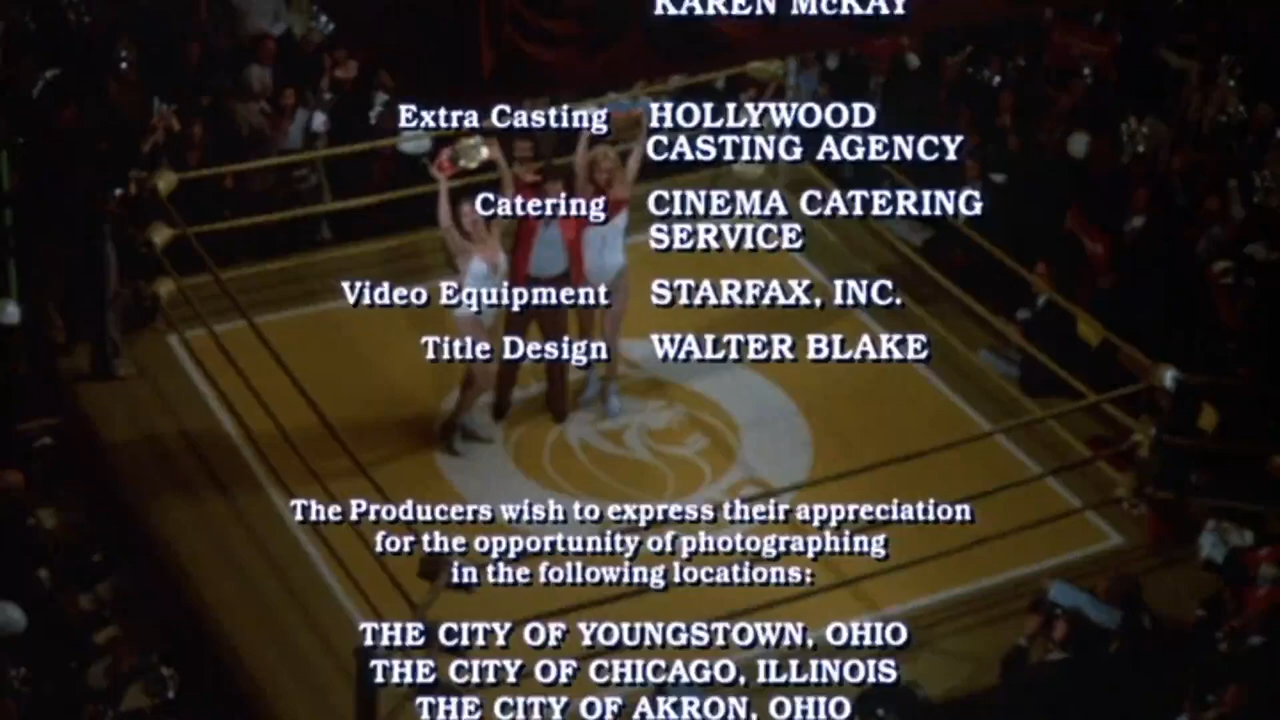 KAREN McKAY
Extra Casting HOLLYWOOD
CASTING AGENCY
Catering CINEMA CATERING
SERVICE
Video Equipment STARFAX, INC.
Title Design WALTER BLAKE
The Producers wish to express their appreciation
for the opportunity of photographing
in the following locations:
THE CITY OF YOUNGSTOWN, OHIO
THE CITY OF CHICAGO, ILLINOIS
THE CITY OF AKRON, OHIO